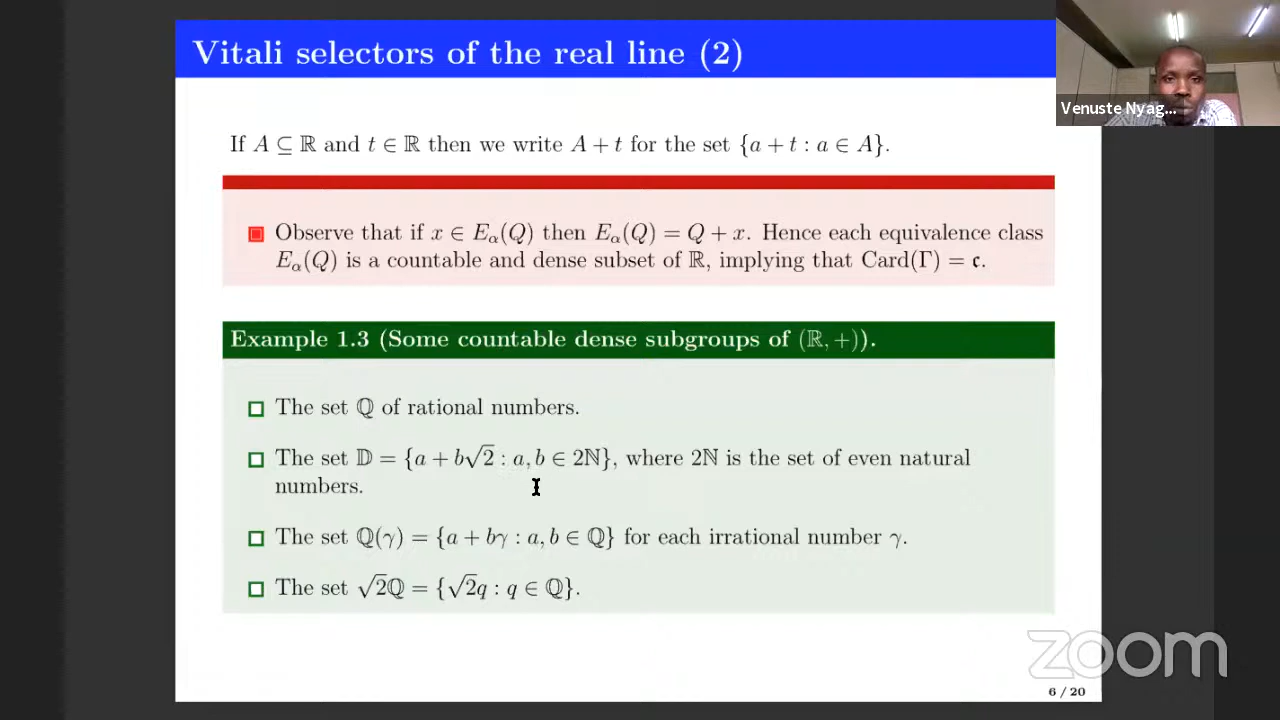 Vitali selectors of the real line (2)
Venuste Nyag...
If A ⊆ ℝ and t ∈ ℝ then we write A + t for the set {a + t : a ∈ A}.
Observe that if x ∈ Eα(Q) then Eα(Q) = Q + x. Hence each equivalence class
Eα(Q) is a countable and dense subset of ℝ, implying that Card(Γ) = 𝔠.
Example 1.3 (Some countable dense subgroups of (ℝ, +)).
The set ℚ of rational numbers.
The set 𝔻 = {a + b√2 : a, b ∈ 2ℕ}, where 2ℕ is the set of even natural
numbers.
The set ℚ(γ) = {a + bγ : a, b ∈ ℚ} for each irrational number γ.
The set √2ℚ = {√2q : q ∈ ℚ}.
zoom
6 / 20